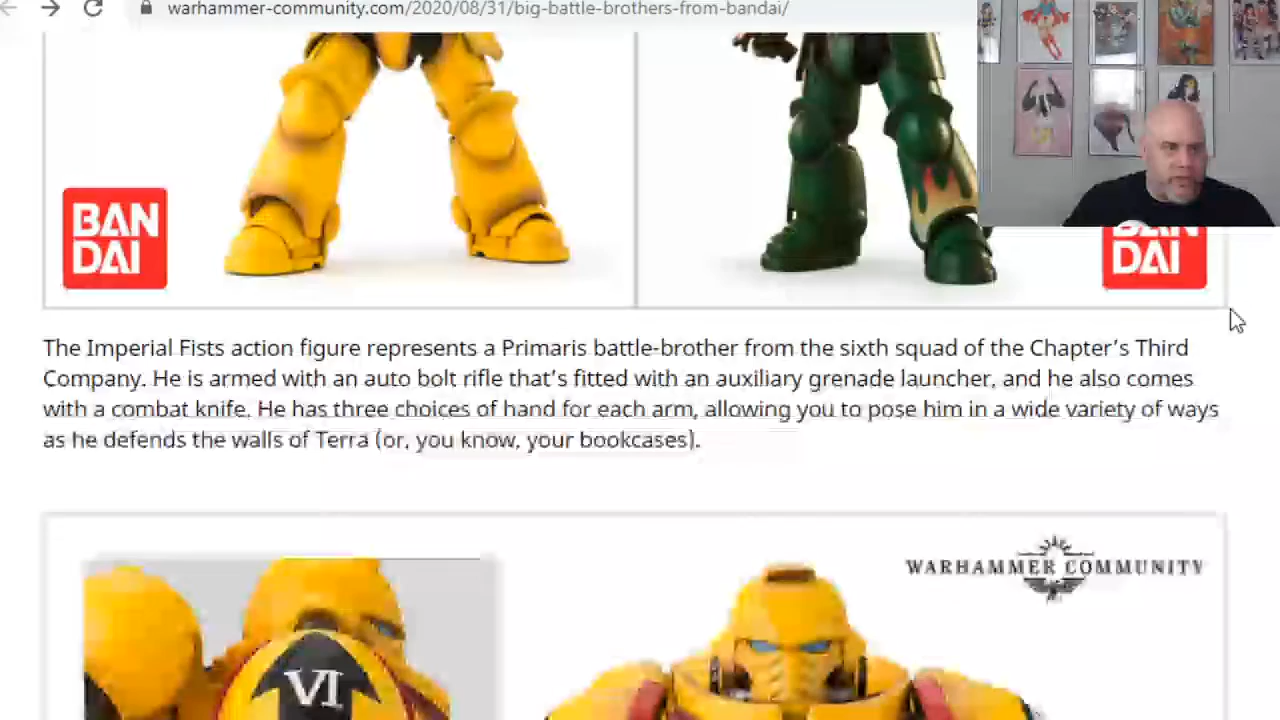 warhammer-community.com/2020/08/31/big-battle-brothers-from-bandai/
BAN
DAI
BAN
DAI
The Imperial Fists action figure represents a Primaris battle-brother from the sixth squad of the Chapter's Third
Company. He is armed with an auto bolt rifle that's fitted with an auxiliary grenade launcher, and he also comes
with a combat knife. He has three choices of hand for each arm, allowing you to pose him in a wide variety of ways
as he defends the walls of Terra (or, you know, your bookcases).
WARHAMMER COMMUNITY
VI